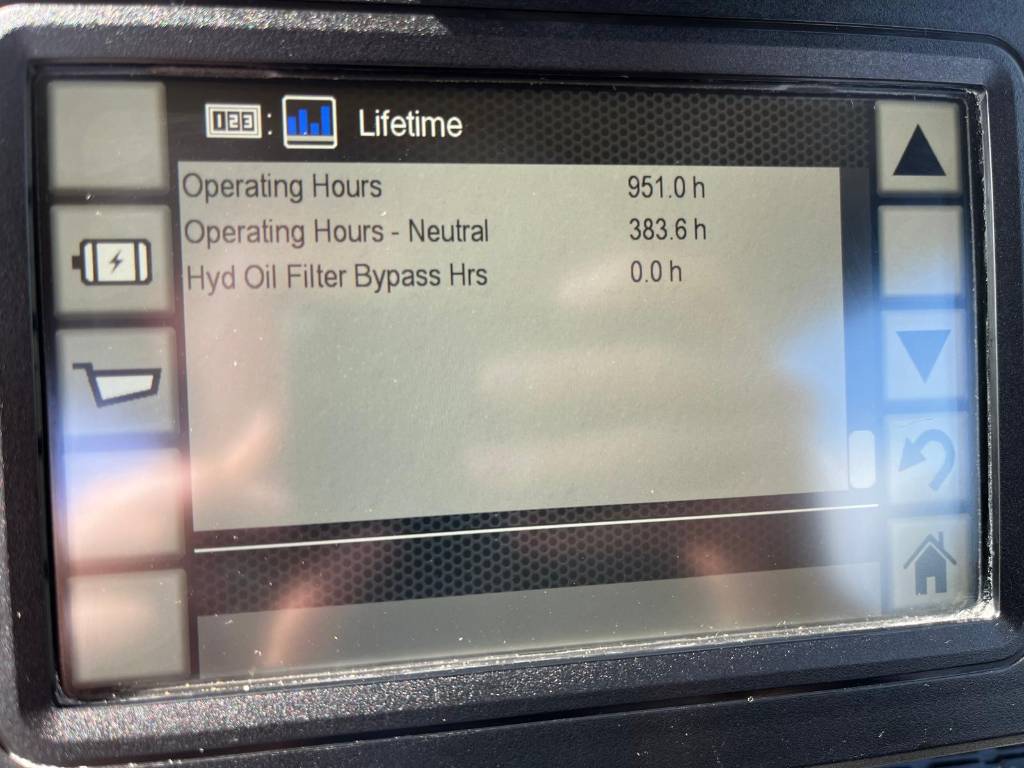 123 : Lifetime
Operating Hours 951.0 h
Operating Hours - Neutral 383.6 h
Hyd Oil Filter Bypass Hrs 0.0 h